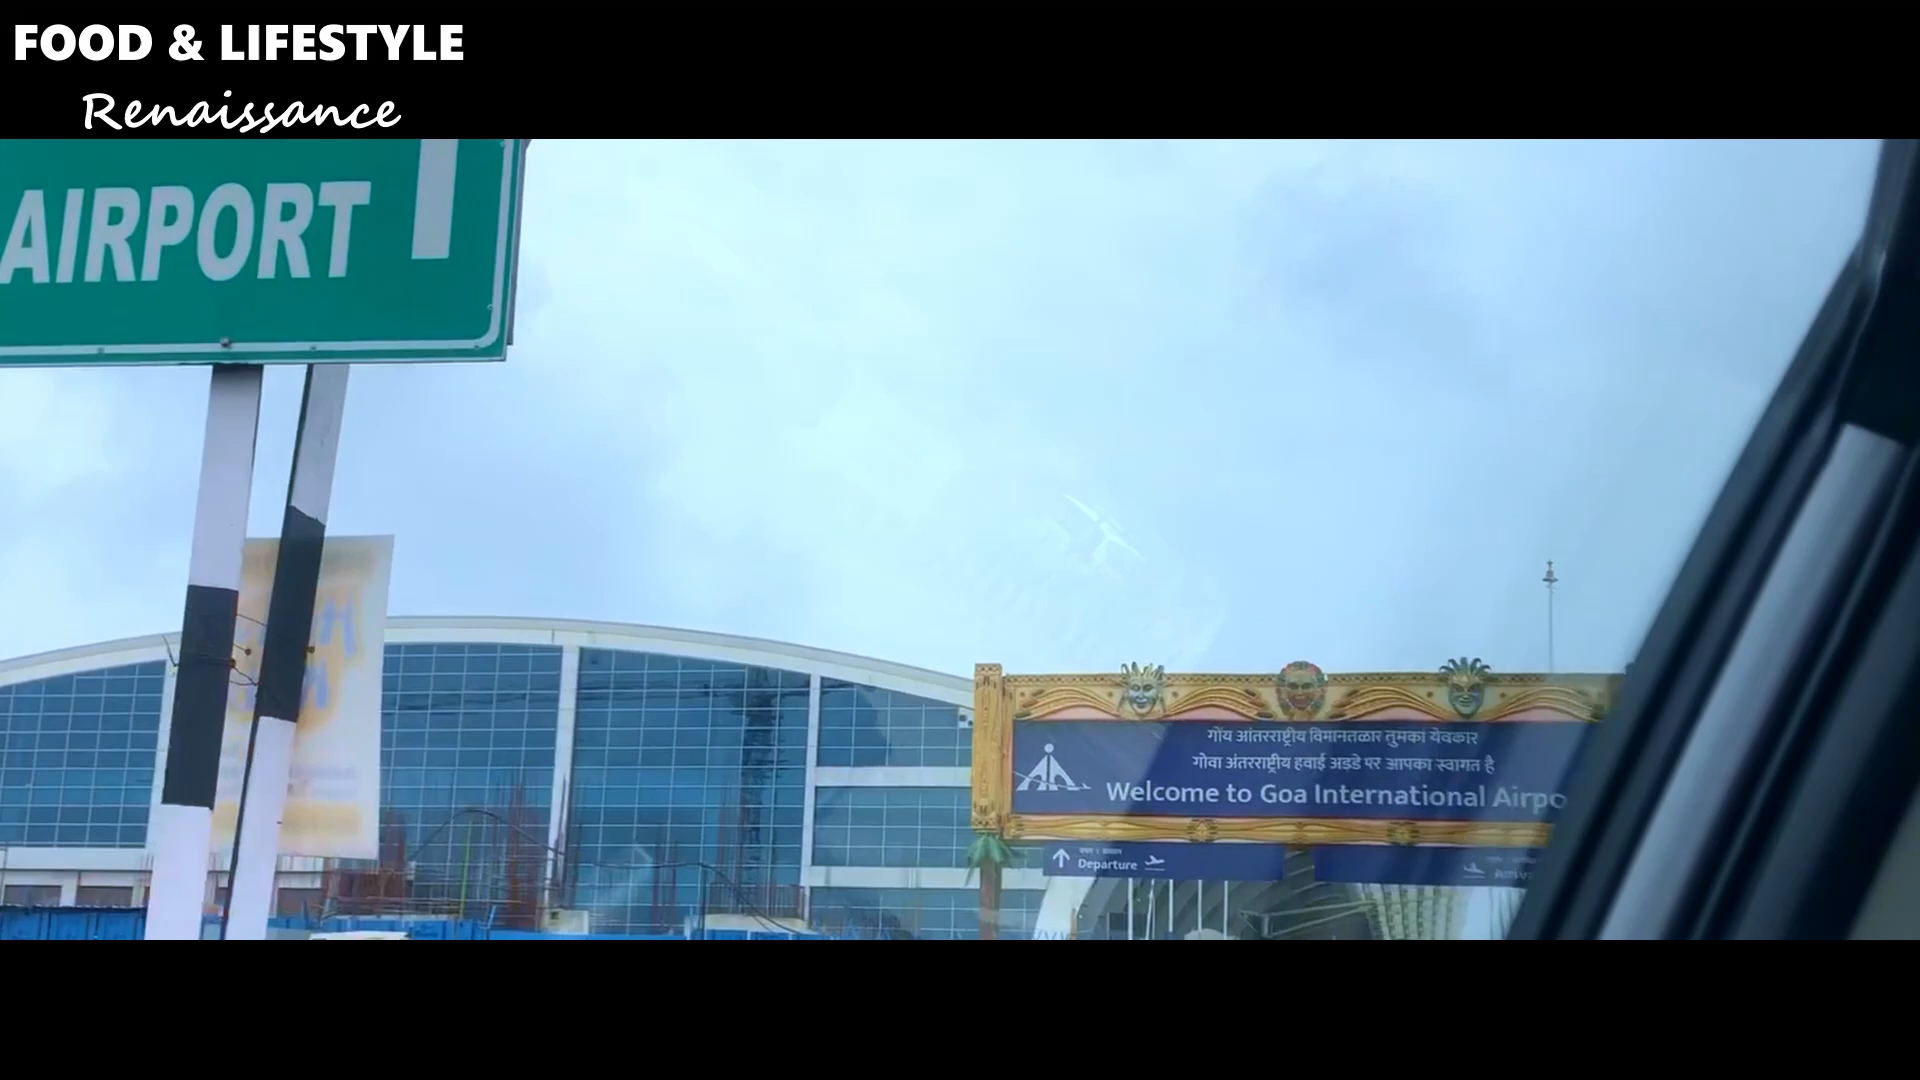 FOOD & LIFESTYLE
Renaissance
AIRPORT
गोंय आंतरराष्ट्रीय विमानतळार तुमकां येवकार
गोवा अंतरराष्ट्रीय हवाई अड्डे पर आपका स्वागत है
Welcome to Goa International Airpo
Departure